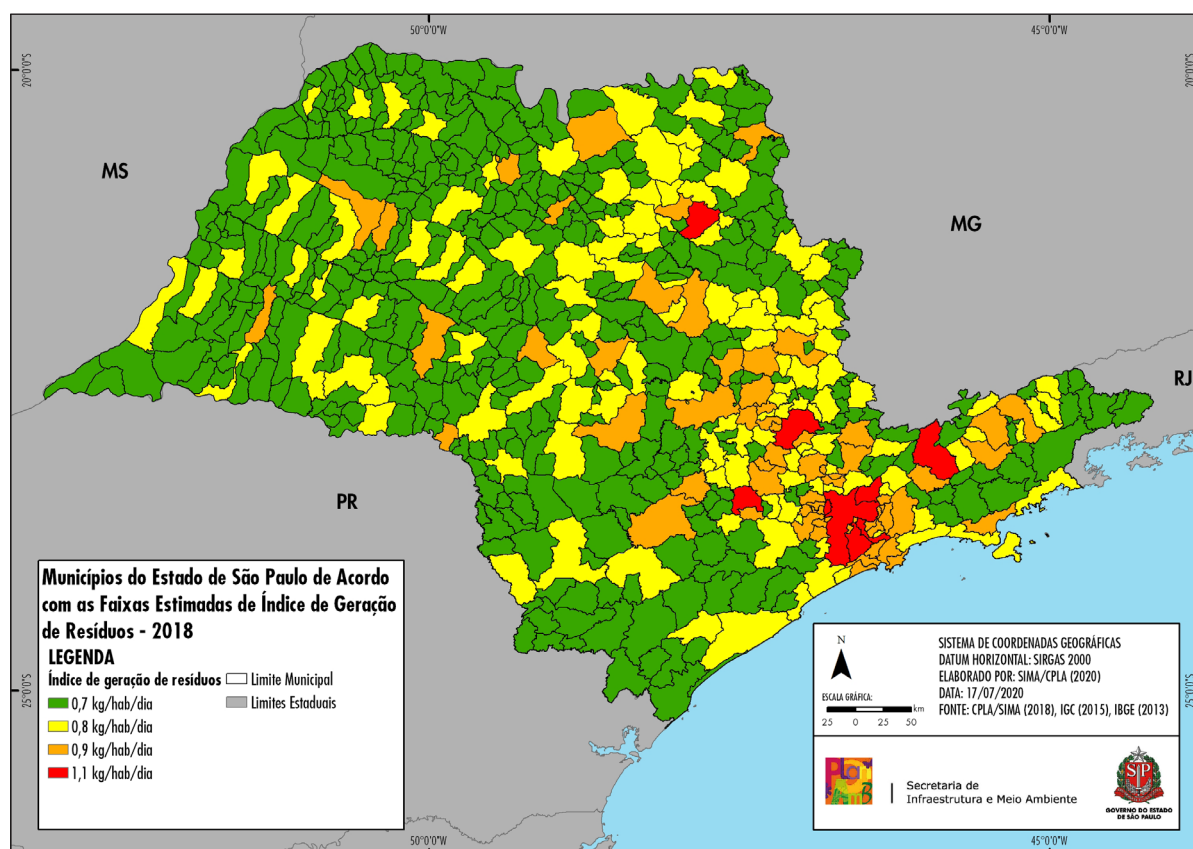 50°0'0"W
45°0'0"W
20°0'0"S
20°0'0"S
MS
MG
RJ
PR
25°0'0"S
25°0'0"S
Municípios do Estado de São Paulo de Acordo
com as Faixas Estimadas de Índice de Geração
de Resíduos - 2018
LEGENDA
Índice de geração de resíduos
0,7 kg/hab/dia
0,8 kg/hab/dia
0,9 kg/hab/dia
1,1 kg/hab/dia
Limite Municipal
Limites Estaduais
N
ESCALA GRÁFICA:
km
25 0 25 50
SISTEMA DE COORDENADAS GEOGRÁFICAS
DATUM HORIZONTAL: SIRGAS 2000
ELABORADO POR: SIMA/CPLA (2020)
DATA: 17/07/2020
FONTE: CPLA/SIMA (2018), IGC (2015), IBGE (2013)
Secretaria de
Infraestrutura e Meio Ambiente
SP
GOVERNO DO ESTADO
DE SÃO PAULO
50°0'0"W
45°0'0"W